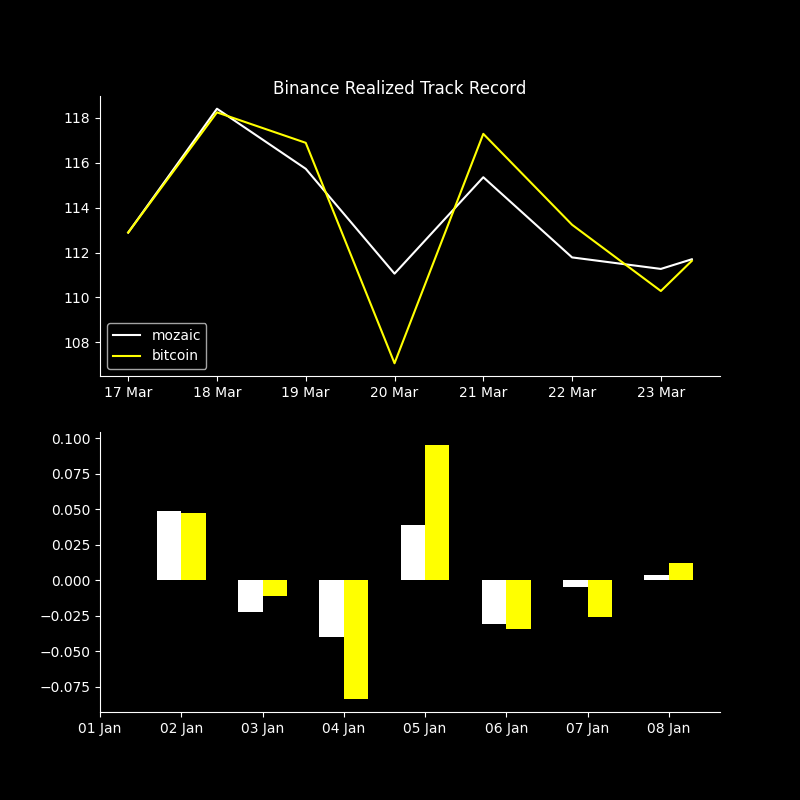 Binance Realized Track Record
118
116
114
112
110
108
mozaic
bitcoin
17 Mar 18 Mar 19 Mar 20 Mar 21 Mar 22 Mar 23 Mar
0.100
0.075
0.050
0.025
0.000
−0.025
−0.050
−0.075
01 Jan 02 Jan 03 Jan 04 Jan 05 Jan 06 Jan 07 Jan 08 Jan